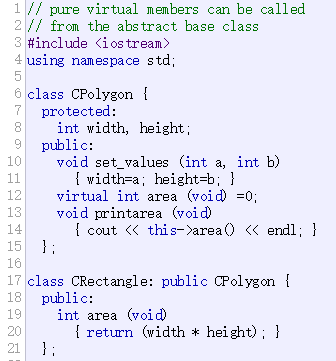 1 // pure virtual members can be called
2 // from the abstract base class
3 #include <iostream>
4 using namespace std;
5
6 class CPolygon {
7   protected:
8     int width, height;
9   public:
10     void set_values (int a, int b)
11       { width=a; height=b; }
12     virtual int area (void) =0;
13     void printarea (void)
14       { cout << this->area() << endl; }
15 };
16
17 class CRectangle: public CPolygon {
18   public:
19     int area (void)
20       { return (width * height); }
21 };